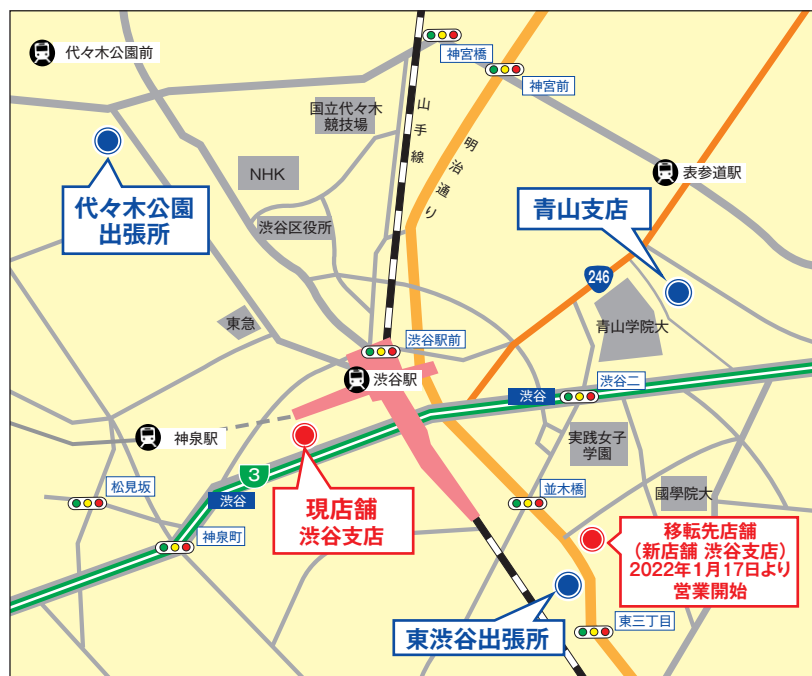 代々木公園前
神宮橋
神宮前
国立代々木
競技場
山手線
明治通り
NHK
表参道駅
代々木公園
出張所
青山支店
渋谷区役所
246
東急
青山学院大
渋谷駅前
渋谷駅
渋谷
渋谷二
神泉駅
実践女子
学園
3
松見坂
渋谷
現店舗
渋谷支店
並木橋
國學院大
神泉町
移転先店舗
(新店舗 渋谷支店)
2022年1月17日より
営業開始
東渋谷出張所
東三丁目